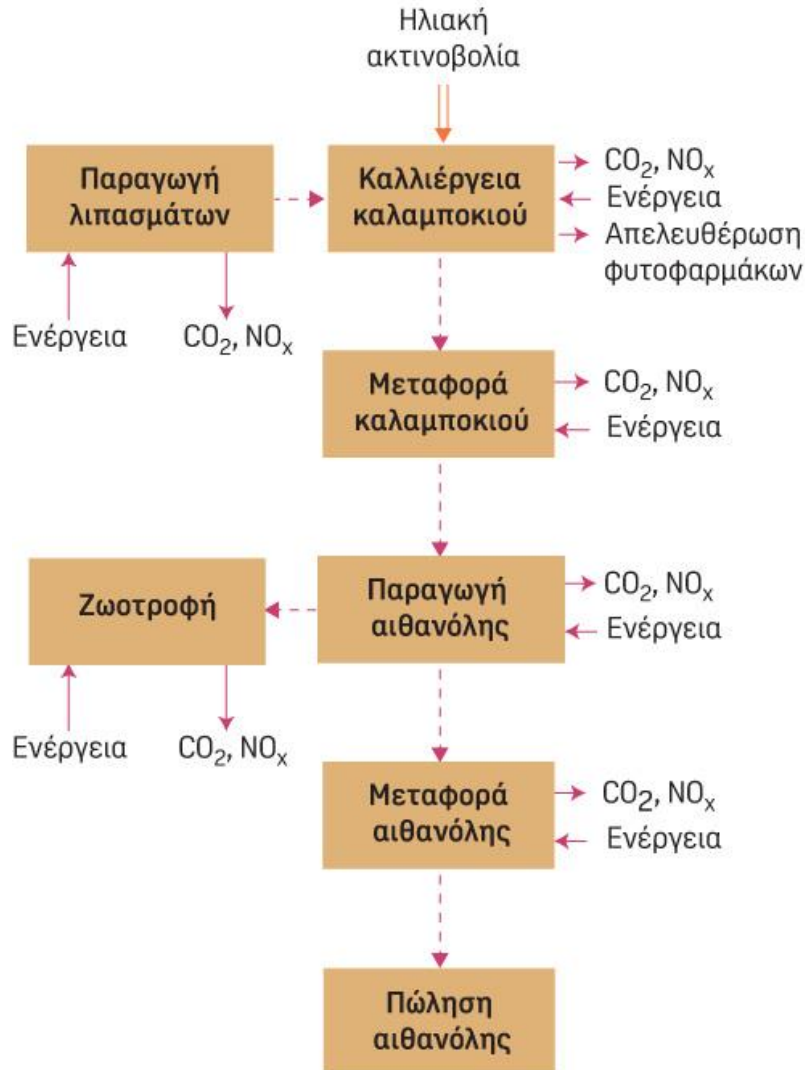 Ηλιακή
ακτινοβολία
Παραγωγή
λιπασμάτων
Ενέργεια
CO₂, NOₓ
Καλλιέργεια
καλαμποκιού
CO₂, NOₓ
Ενέργεια
Απελευθέρωση
φυτοφαρμάκων
Μεταφορά
καλαμποκιού
CO₂, NOₓ
Ενέργεια
Ζωοτροφή
Ενέργεια
CO₂, NOₓ
Παραγωγή
αιθανόλης
CO₂, NOₓ
Ενέργεια
Μεταφορά
αιθανόλης
CO2, NOₓ
Ενέργεια
Πώληση
αιθανόλης